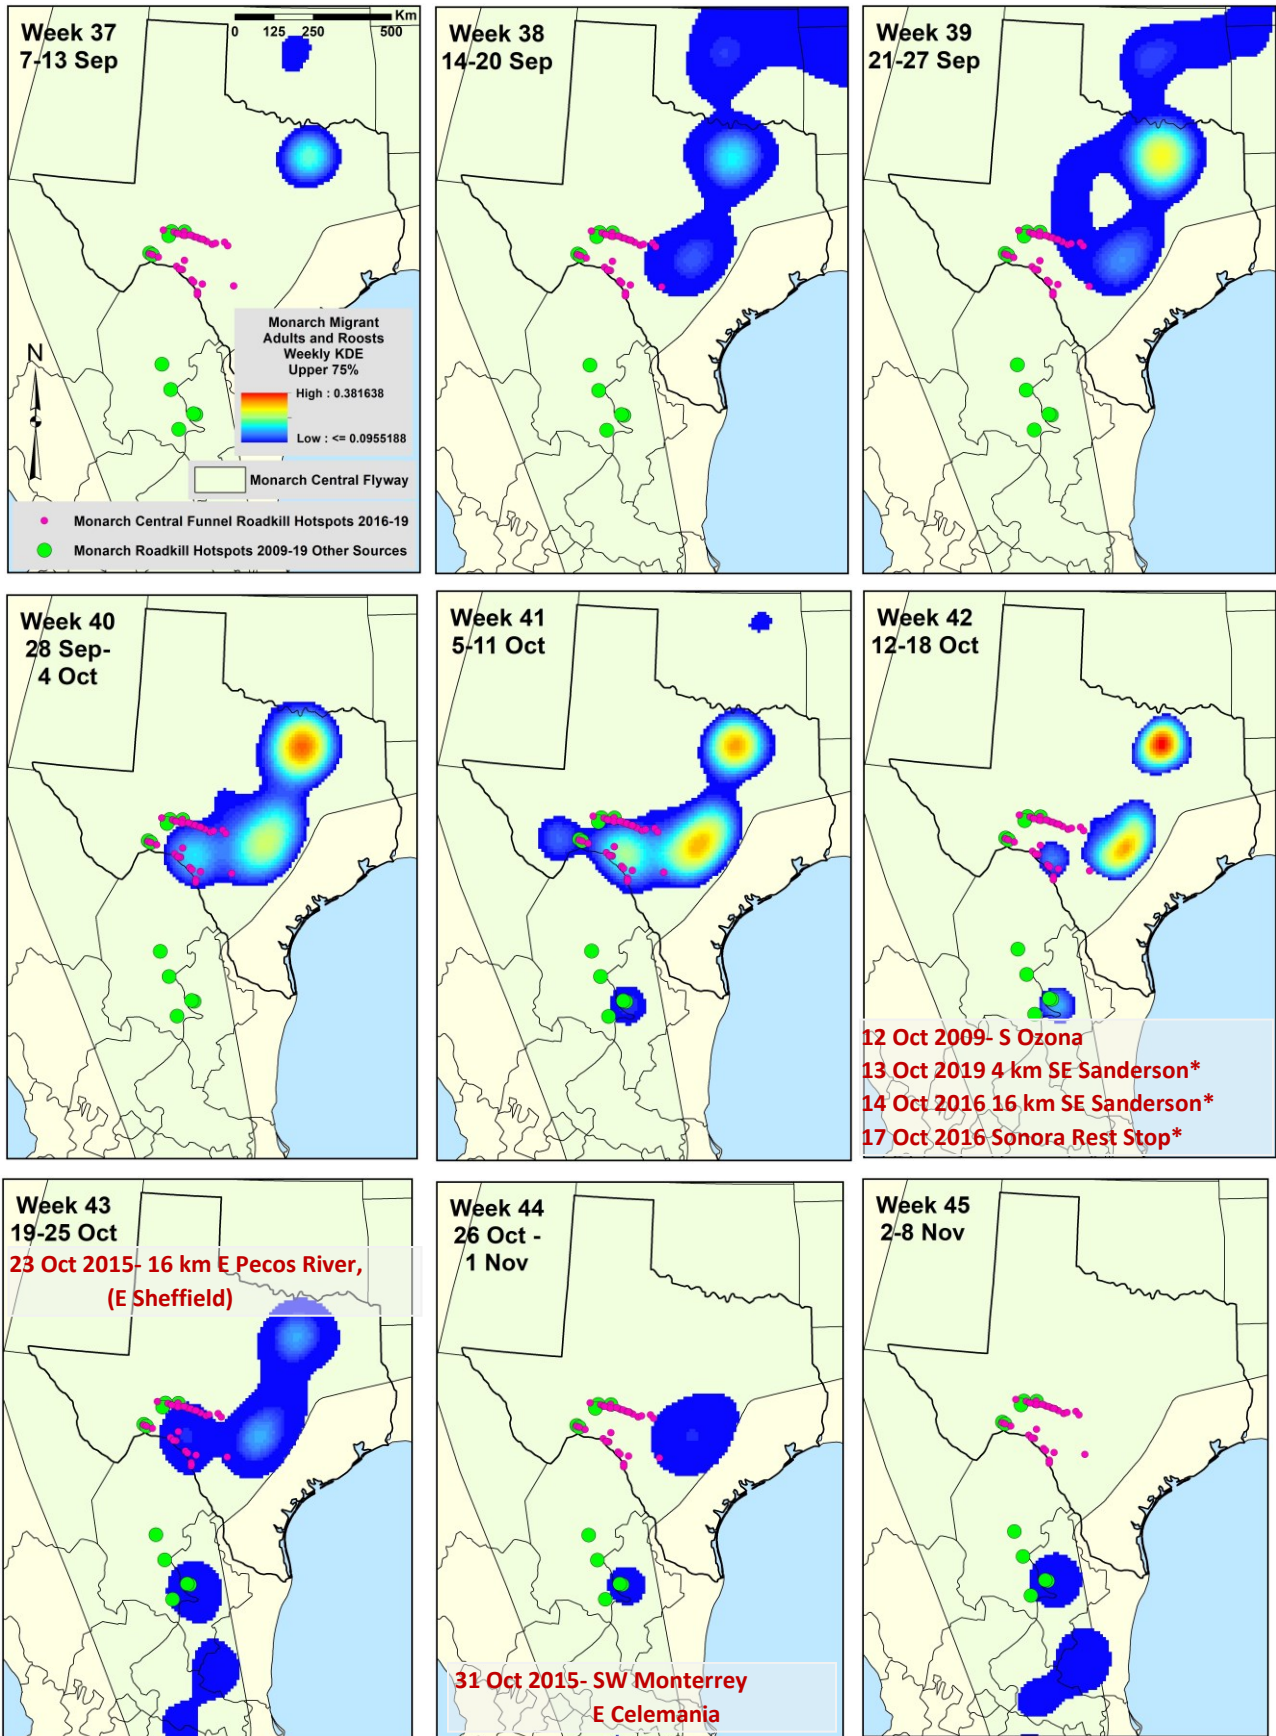 Week 37
7-13 Sep
Km
0 125 250 500
Monarch Migrant
Adults and Roosts
Weekly KDE
Upper 75%
High : 0.381638
Low : <= 0.0955188
N
Monarch Central Flyway
Monarch Central Funnel Roadkill Hotspots 2016-19
Monarch Roadkill Hotspots 2009-19 Other Sources
Week 38
14-20 Sep
Week 39
21-27 Sep
Week 40
28 Sep-
4 Oct
Week 41
5-11 Oct
Week 42
12-18 Oct
12 Oct 2009- S Ozona
13 Oct 2019 4 km SE Sanderson*
14 Oct 2016 16 km SE Sanderson*
17 Oct 2016 Sonora Rest Stop*
Week 43
19-25 Oct
23 Oct 2015- 16 km E Pecos River,
(E Sheffield)
Week 44
26 Oct -
1 Nov
31 Oct 2015- SW Monterrey
E Celemania
Week 45
2-8 Nov